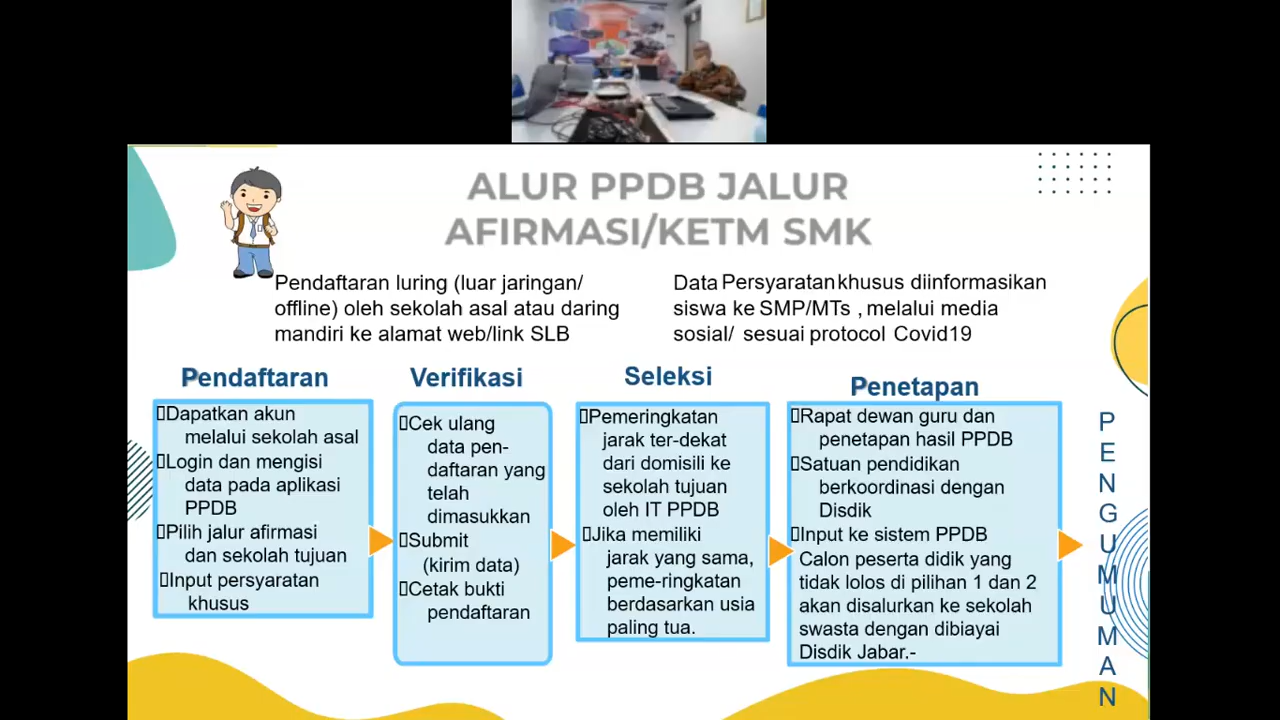 ALUR PPDB JALUR
AFIRMASI/KETM SMK
Pendaftaran luring (luar jaringan/
offline) oleh sekolah asal atau daring
mandiri ke alamat web/link SLB
Data Persyaratan khusus diinformasikan
siswa ke SMP/MTs , melalui media
sosial/ sesuai protocol Covid19
Pendaftaran
Dapatkan akun
melalui sekolah asal
Login dan mengisi
data pada aplikasi
PPDB
Pilih jalur afirmasi
dan sekolah tujuan
Input persyaratan
khusus
Verifikasi
Cek ulang
data pen-
daftaran yang
telah
dimasukkan
Submit
(kirim data)
Cetak bukti
pendaftaran
Seleksi
Pemeringkatan
jarak ter-dekat
dari domisili ke
sekolah tujuan
oleh IT PPDB
Jika memiliki
jarak yang sama,
peme-ringkatan
berdasarkan usia
paling tua.
Penetapan
Rapat dewan guru dan
penetapan hasil PPDB
Satuan pendidikan
berkoordinasi dengan
Disdik
Input ke sistem PPDB
Calon peserta didik yang
tidak lolos di pilihan 1 dan 2
akan disalurkan ke sekolah
swasta dengan dibiayai
Disdik Jabar.-
PENGUMUMAN